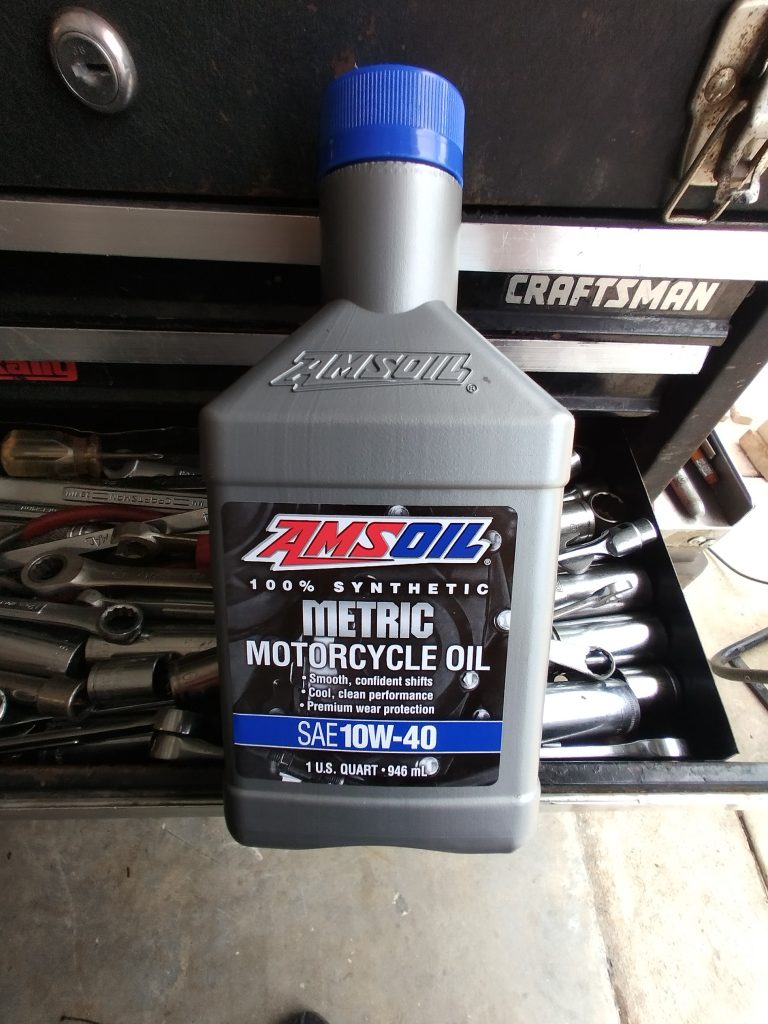 CRAFTSMAN
AMSOIL®
AMSOIL®
100% SYNTHETIC
METRIC
MOTORCYCLE OIL
• Smooth, confident shifts
• Cool, clean performance
• Premium wear protection
SAE 10W-40
1 U.S. QUART • 946 mL
CRAFTSMAN